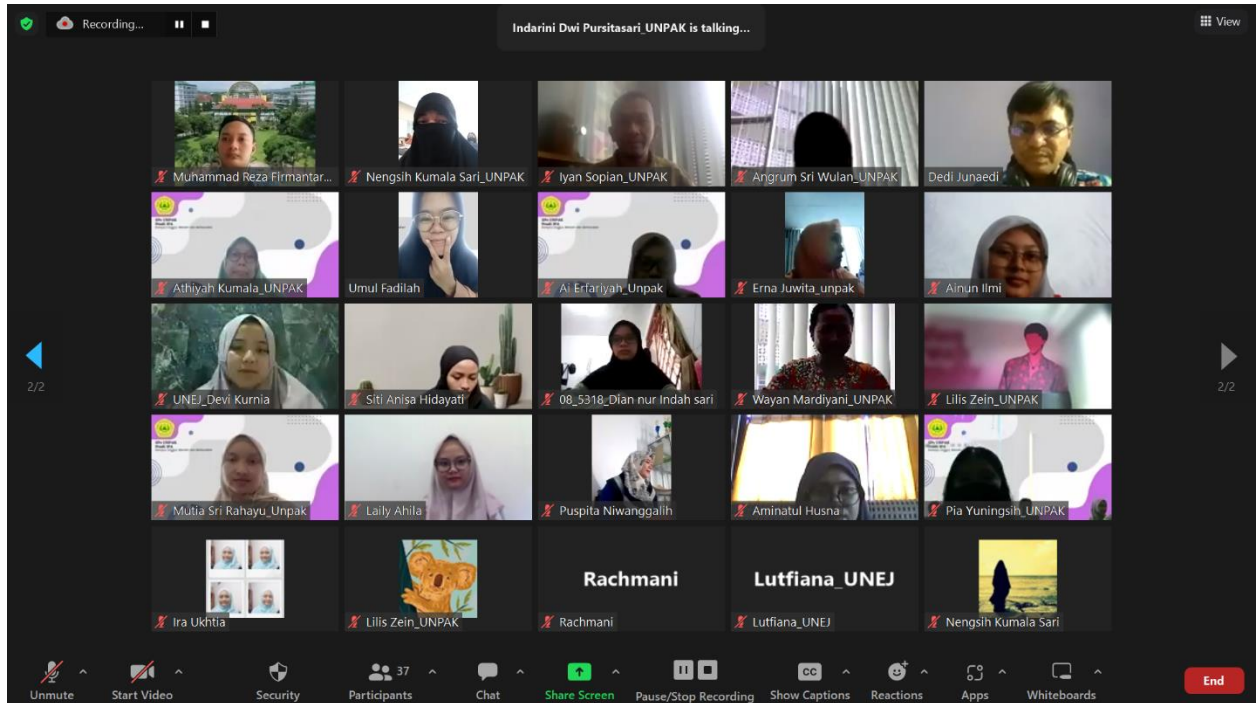 Recording...
Indarini Dwi Pursitasari_UNPAK is talking...
View
Muhammad Reza Firmantar...
Nengsih Kumala Sari_UNPAK
Iyan Sopian_UNPAK
Angrum Sri Wulan_UNPAK
Dedi Junaedi
Athiyah Kumala_UNPAK
Umul Fadilah
Ai Erfariyah_Unpak
Erna Juwita_unpak
Ainun Ilmi
2/2
2/2
UNEJ_Devi Kurnia
Siti Anisa Hidayati
08_5318_Dian nur Indah sari
Wayan Mardiyani_UNPAK
Lilis Zein_UNPAK
Mutia Sri Rahayu_Unpak
Laily Ahila
Puspita Niwanggalih
Aminatul Husna
Pia Yuningsih_UNPAK
Rachmani
Lutfiana_UNEJ
Ira Ukhtia
Lilis Zein_UNPAK
Rachmani
Lutfiana_UNEJ
Nengsih Kumala Sari
37
CC
Unmute
Start Video
Security
Participants
Chat
Share Screen
Pause/Stop Recording
Show Captions
Reactions
Apps
Whiteboards
End